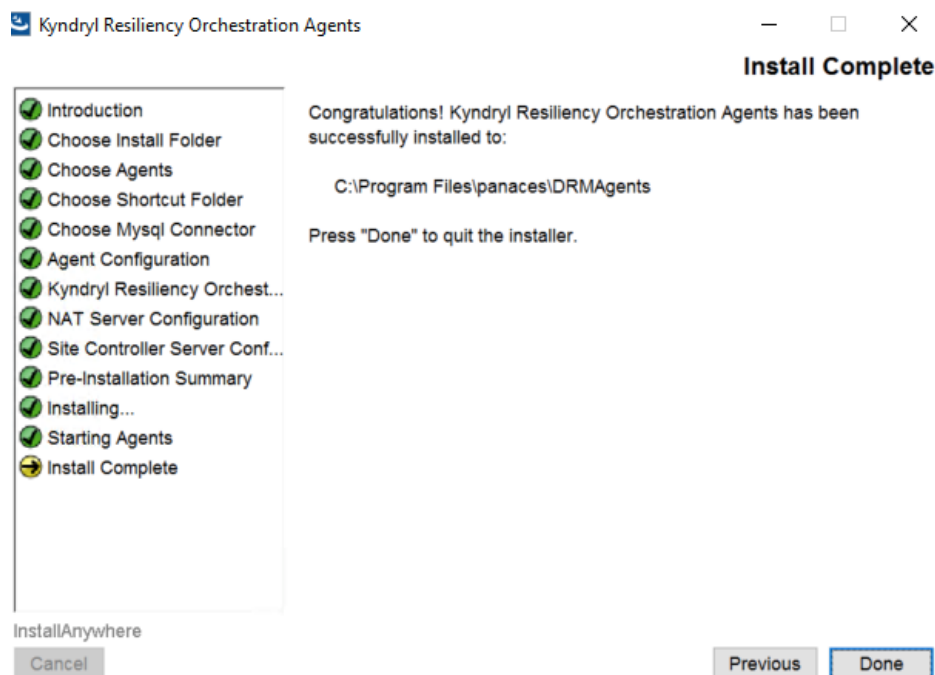 Kyndryl Resiliency Orchestration Agents
Install Complete
Introduction
Choose Install Folder
Choose Agents
Choose Shortcut Folder
Choose Mysql Connector
Agent Configuration
Kyndryl Resiliency Orchest...
NAT Server Configuration
Site Controller Server Conf...
Pre-Installation Summary
Installing...
Starting Agents
Install Complete
Congratulations! Kyndryl Resiliency Orchestration Agents has been
successfully installed to:
C:\Program Files\panaces\DRMAgents
Press "Done" to quit the installer.
InstallAnywhere
Cancel
Previous
Done